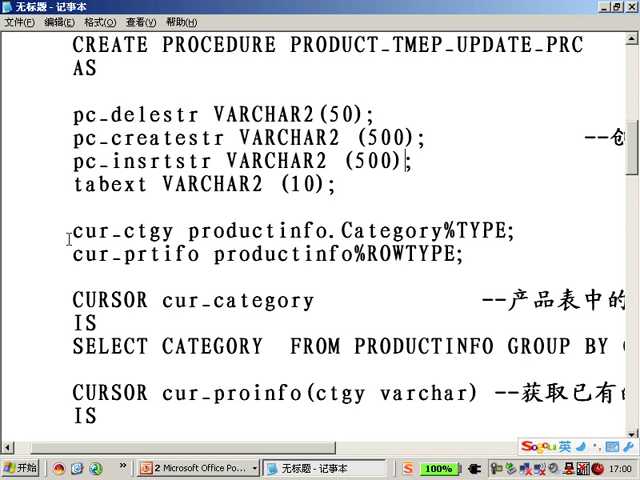 无标题 - 记事本
文件(F) 编辑(E) 格式(O) 查看(V) 帮助(H)
CREATE PROCEDURE PRODUCT_TMEP_UPDATE_PRC
AS
pc_delestr VARCHAR2(50);
pc_createstr VARCHAR2 (500); --创
pc_insrtstr VARCHAR2 (500);
tabext VARCHAR2 (10);
cur_ctgy productinfo.Category%TYPE;
cur_prtifo productinfo%ROWTYPE;
CURSOR cur_category --产品表中的
IS
SELECT CATEGORY FROM PRODUCTINFO GROUP BY
CURSOR cur_proinfo(ctgy varchar) --获取已有
IS
Sogou 英
开始 » 2 Microsoft Office Po... 无标题 - 记事本 100% 17:00